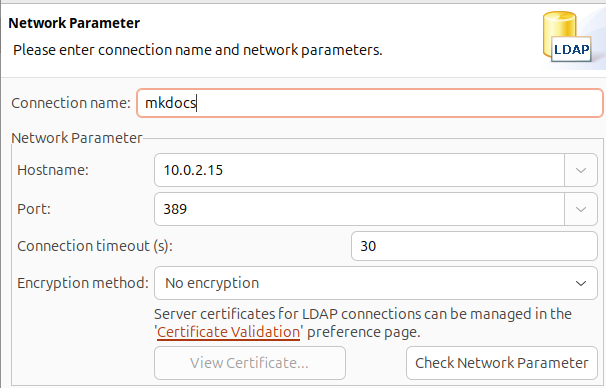 Network Parameter
Please enter connection name and network parameters.
LDAP
Connection name: mkdocs
Network Parameter
Hostname: 10.0.2.15
Port: 389
Connection timeout (s): 30
Encryption method: No encryption
Server certificates for LDAP connections can be managed in the
'Certificate Validation' preference page.
View Certificate... Check Network Parameter